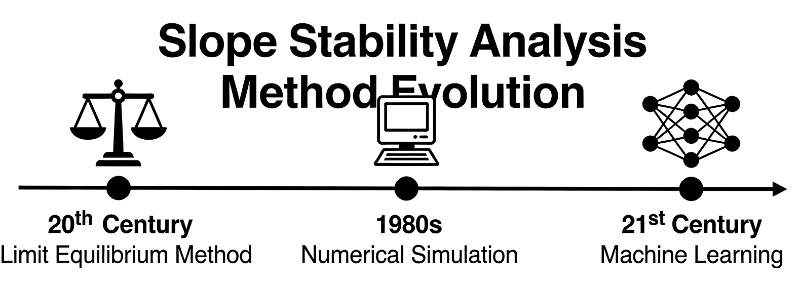 Slope Stability Analysis
Method Evolution
20th Century
Limit Equilibrium Method
1980s
Numerical Simulation
21st Century
Machine Learning